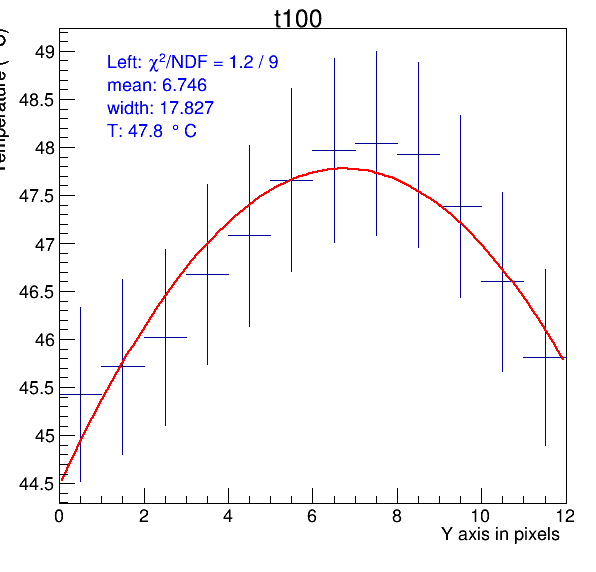 t100
Temperature (°C)
Left: χ²/NDF = 1.2 / 9
mean: 6.746
width: 17.827
T: 47.8 °C
49
48.5
48
47.5
47
46.5
46
45.5
45
44.5
0 2 4 6 8 10 12
Y axis in pixels